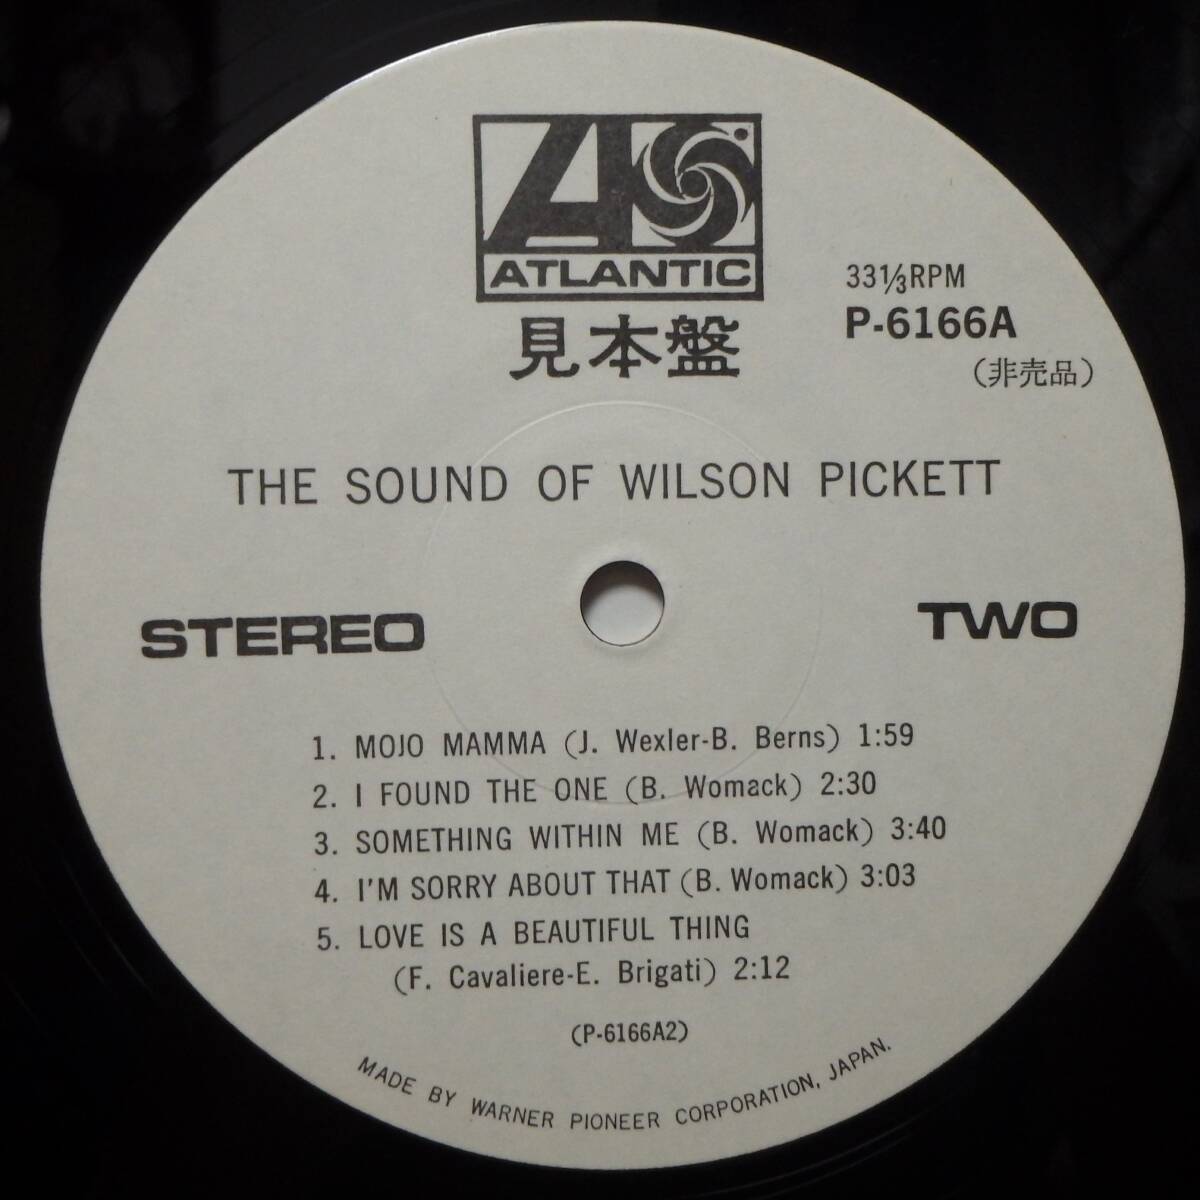 ATLANTIC
見本盤
33⅓RPM
P-6166A
（非売品）
THE SOUND OF WILSON PICKETT
STEREO
TWO
1. MOJO MAMMA (J. Wexler-B. Berns) 1:59
2. I FOUND THE ONE (B. Womack) 2:30
3. SOMETHING WITHIN ME (B. Womack) 3:40
4. I'M SORRY ABOUT THAT (B. Womack) 3:03
5. LOVE IS A BEAUTIFUL THING
(F. Cavaliere-E. Brigati) 2:12
(P-6166A2)
MADE BY WARNER PIONEER CORPORATION, JAPAN.